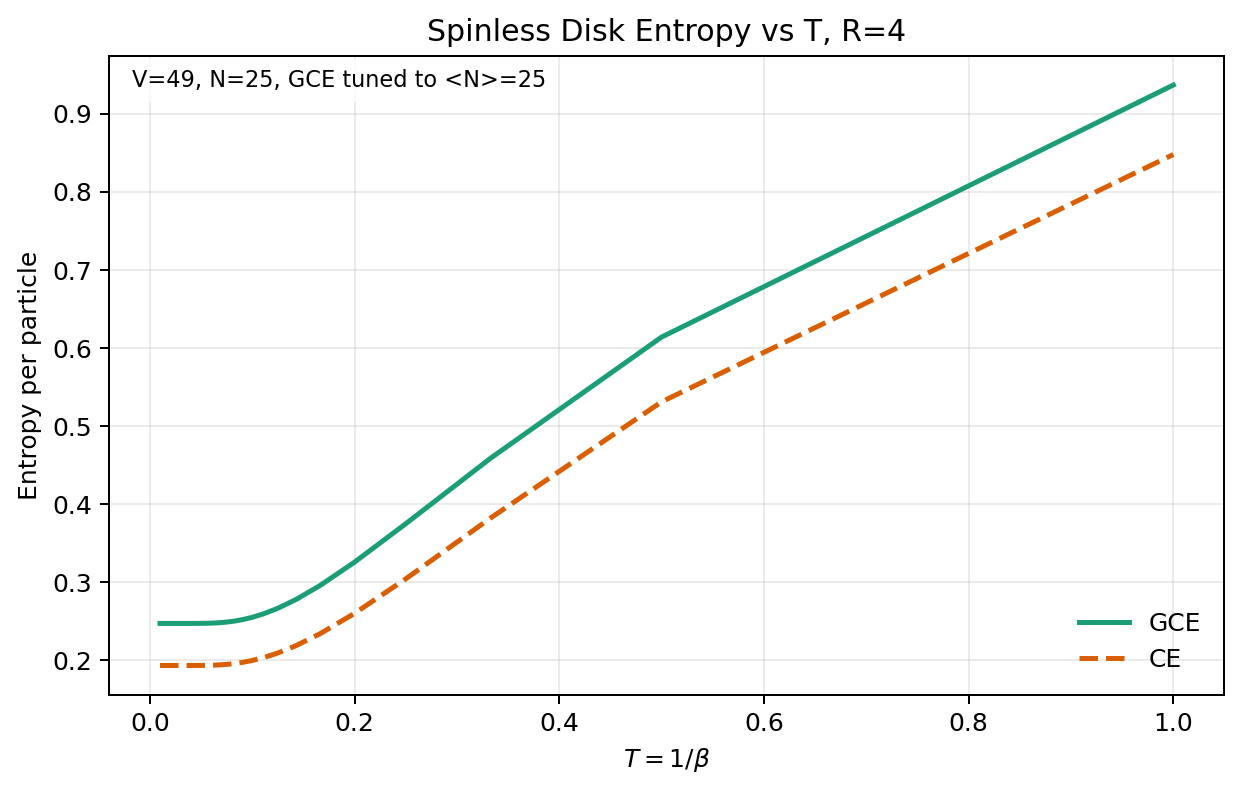 Spinless Disk Entropy vs T, R=4
V=49, N=25, GCE tuned to <N>=25
Entropy per particle
0.9
0.8
0.7
0.6
0.5
0.4
0.3
0.2
GCE
CE
0.0 0.2 0.4 0.6 0.8 1.0
T = 1/β